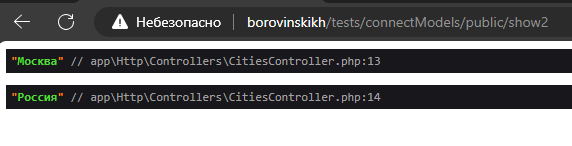 Небезопасно borovinskikh/tests/connectModels/public/show2
"Москва" // app\Http\Controllers\CitiesController.php:13
"Россия" // app\Http\Controllers\CitiesController.php:14